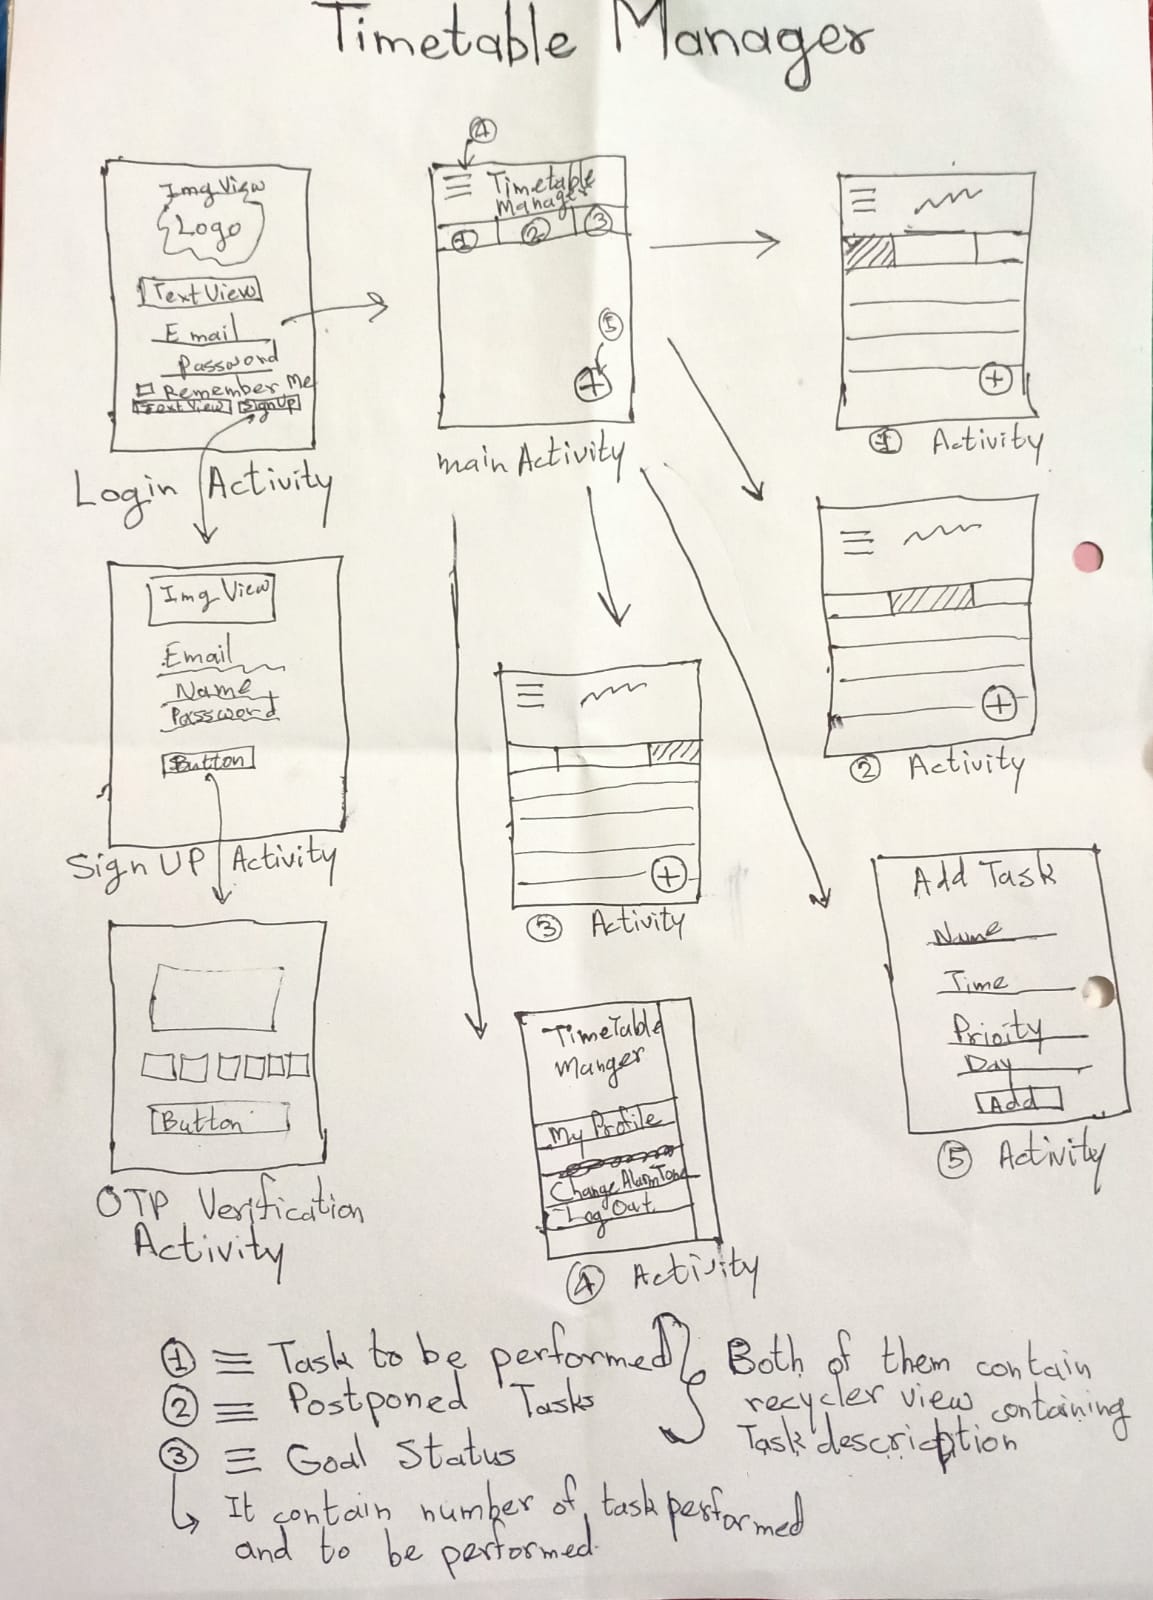 Timetable Manager
Img View
Logo
Text View
Email
Password
Remember Me
Text View
SignUp
Login Activity
4
Timetable
Manager
1
2
3
5
+
main Activity
+
1 Activity
+
2 Activity
Img View
Email
Name
Password
Button
Sign UP Activity
+
3 Activity
Add Task
Name
Time
Prioity
Day
Add
5 Activity
Button
OTP Verification
Activity
TimeTable
Manger
My Profile
Change Alarm Tone
Log Out
4 Activity
1 ≡ Task to be performed
2 ≡ Postponed Tasks
Both of them contain
recycler view containing
Task description
3 ≡ Goal Status
↳ It contain number of task performed
and to be performed.